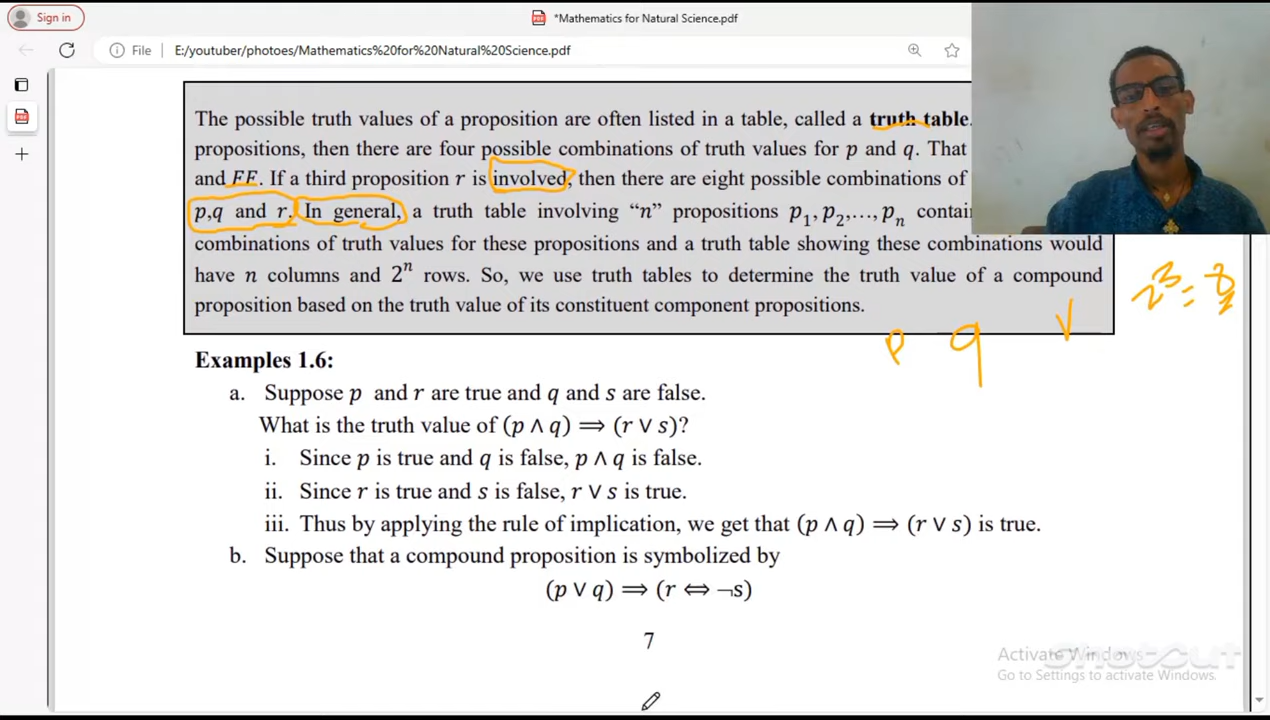 Sign in
*Mathematics for Natural Science.pdf
File
E:/youtuber/photoes/Mathematics%20for%20Natural%20Science.pdf
The possible truth values of a proposition are often listed in a table, called a truth table.
propositions, then there are four possible combinations of truth values for p and q. That
and FF. If a third proposition r is involved, then there are eight possible combinations of
p,q and r. In general, a truth table involving “n” propositions p₁, p₂,…, pₙ contai
combinations of truth values for these propositions and a truth table showing these combinations would
have n columns and 2ⁿ rows. So, we use truth tables to determine the truth value of a compound
proposition based on the truth value of its constituent component propositions.
2³ = 8
p q
Examples 1.6:
a. Suppose p and r are true and q and s are false.
What is the truth value of (p ∧ q) ⟹ (r ∨ s)?
i. Since p is true and q is false, p ∧ q is false.
ii. Since r is true and s is false, r ∨ s is true.
iii. Thus by applying the rule of implication, we get that (p ∧ q) ⟹ (r ∨ s) is true.
b. Suppose that a compound proposition is symbolized by
(p ∨ q) ⟹ (r ⟺ ¬s)
7
Activate Windows
Go to Settings to activate Windows.
shotcut